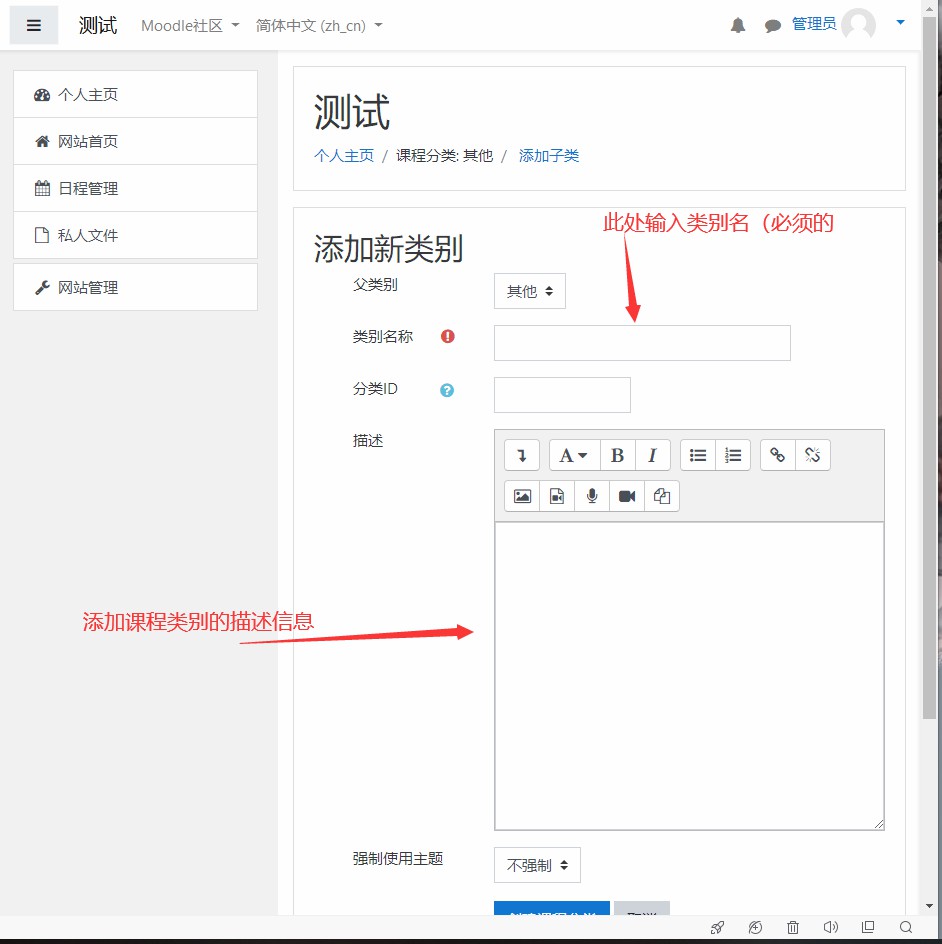 测试 Moodle社区 简体中文 (zh_cn) 管理员
个人主页
网站首页
日程管理
私人文件
网站管理
测试
个人主页 / 课程分类: 其他 / 添加子类
此处输入类别名（必须的
添加新类别
父类别 其他
类别名称
分类ID
描述
A B I
添加课程类别的描述信息
强制使用主题 不强制